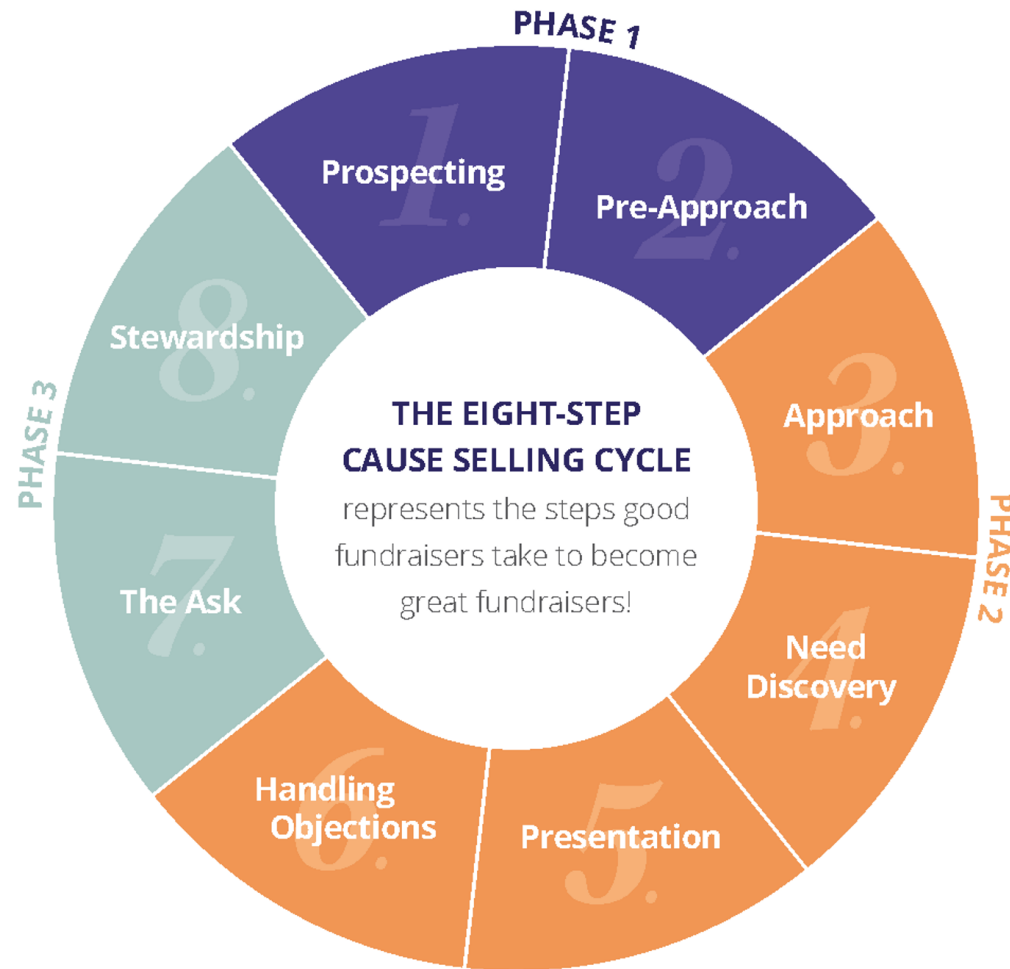 PHASE 1
1.
Prospecting
2.
Pre-Approach
PHASE 2
3.
Approach
4.
Need
Discovery
5.
Presentation
6.
Handling
Objections
PHASE 3
7.
The Ask
8.
Stewardship
THE EIGHT-STEP
CAUSE SELLING CYCLE
represents the steps good
fundraisers take to become
great fundraisers!